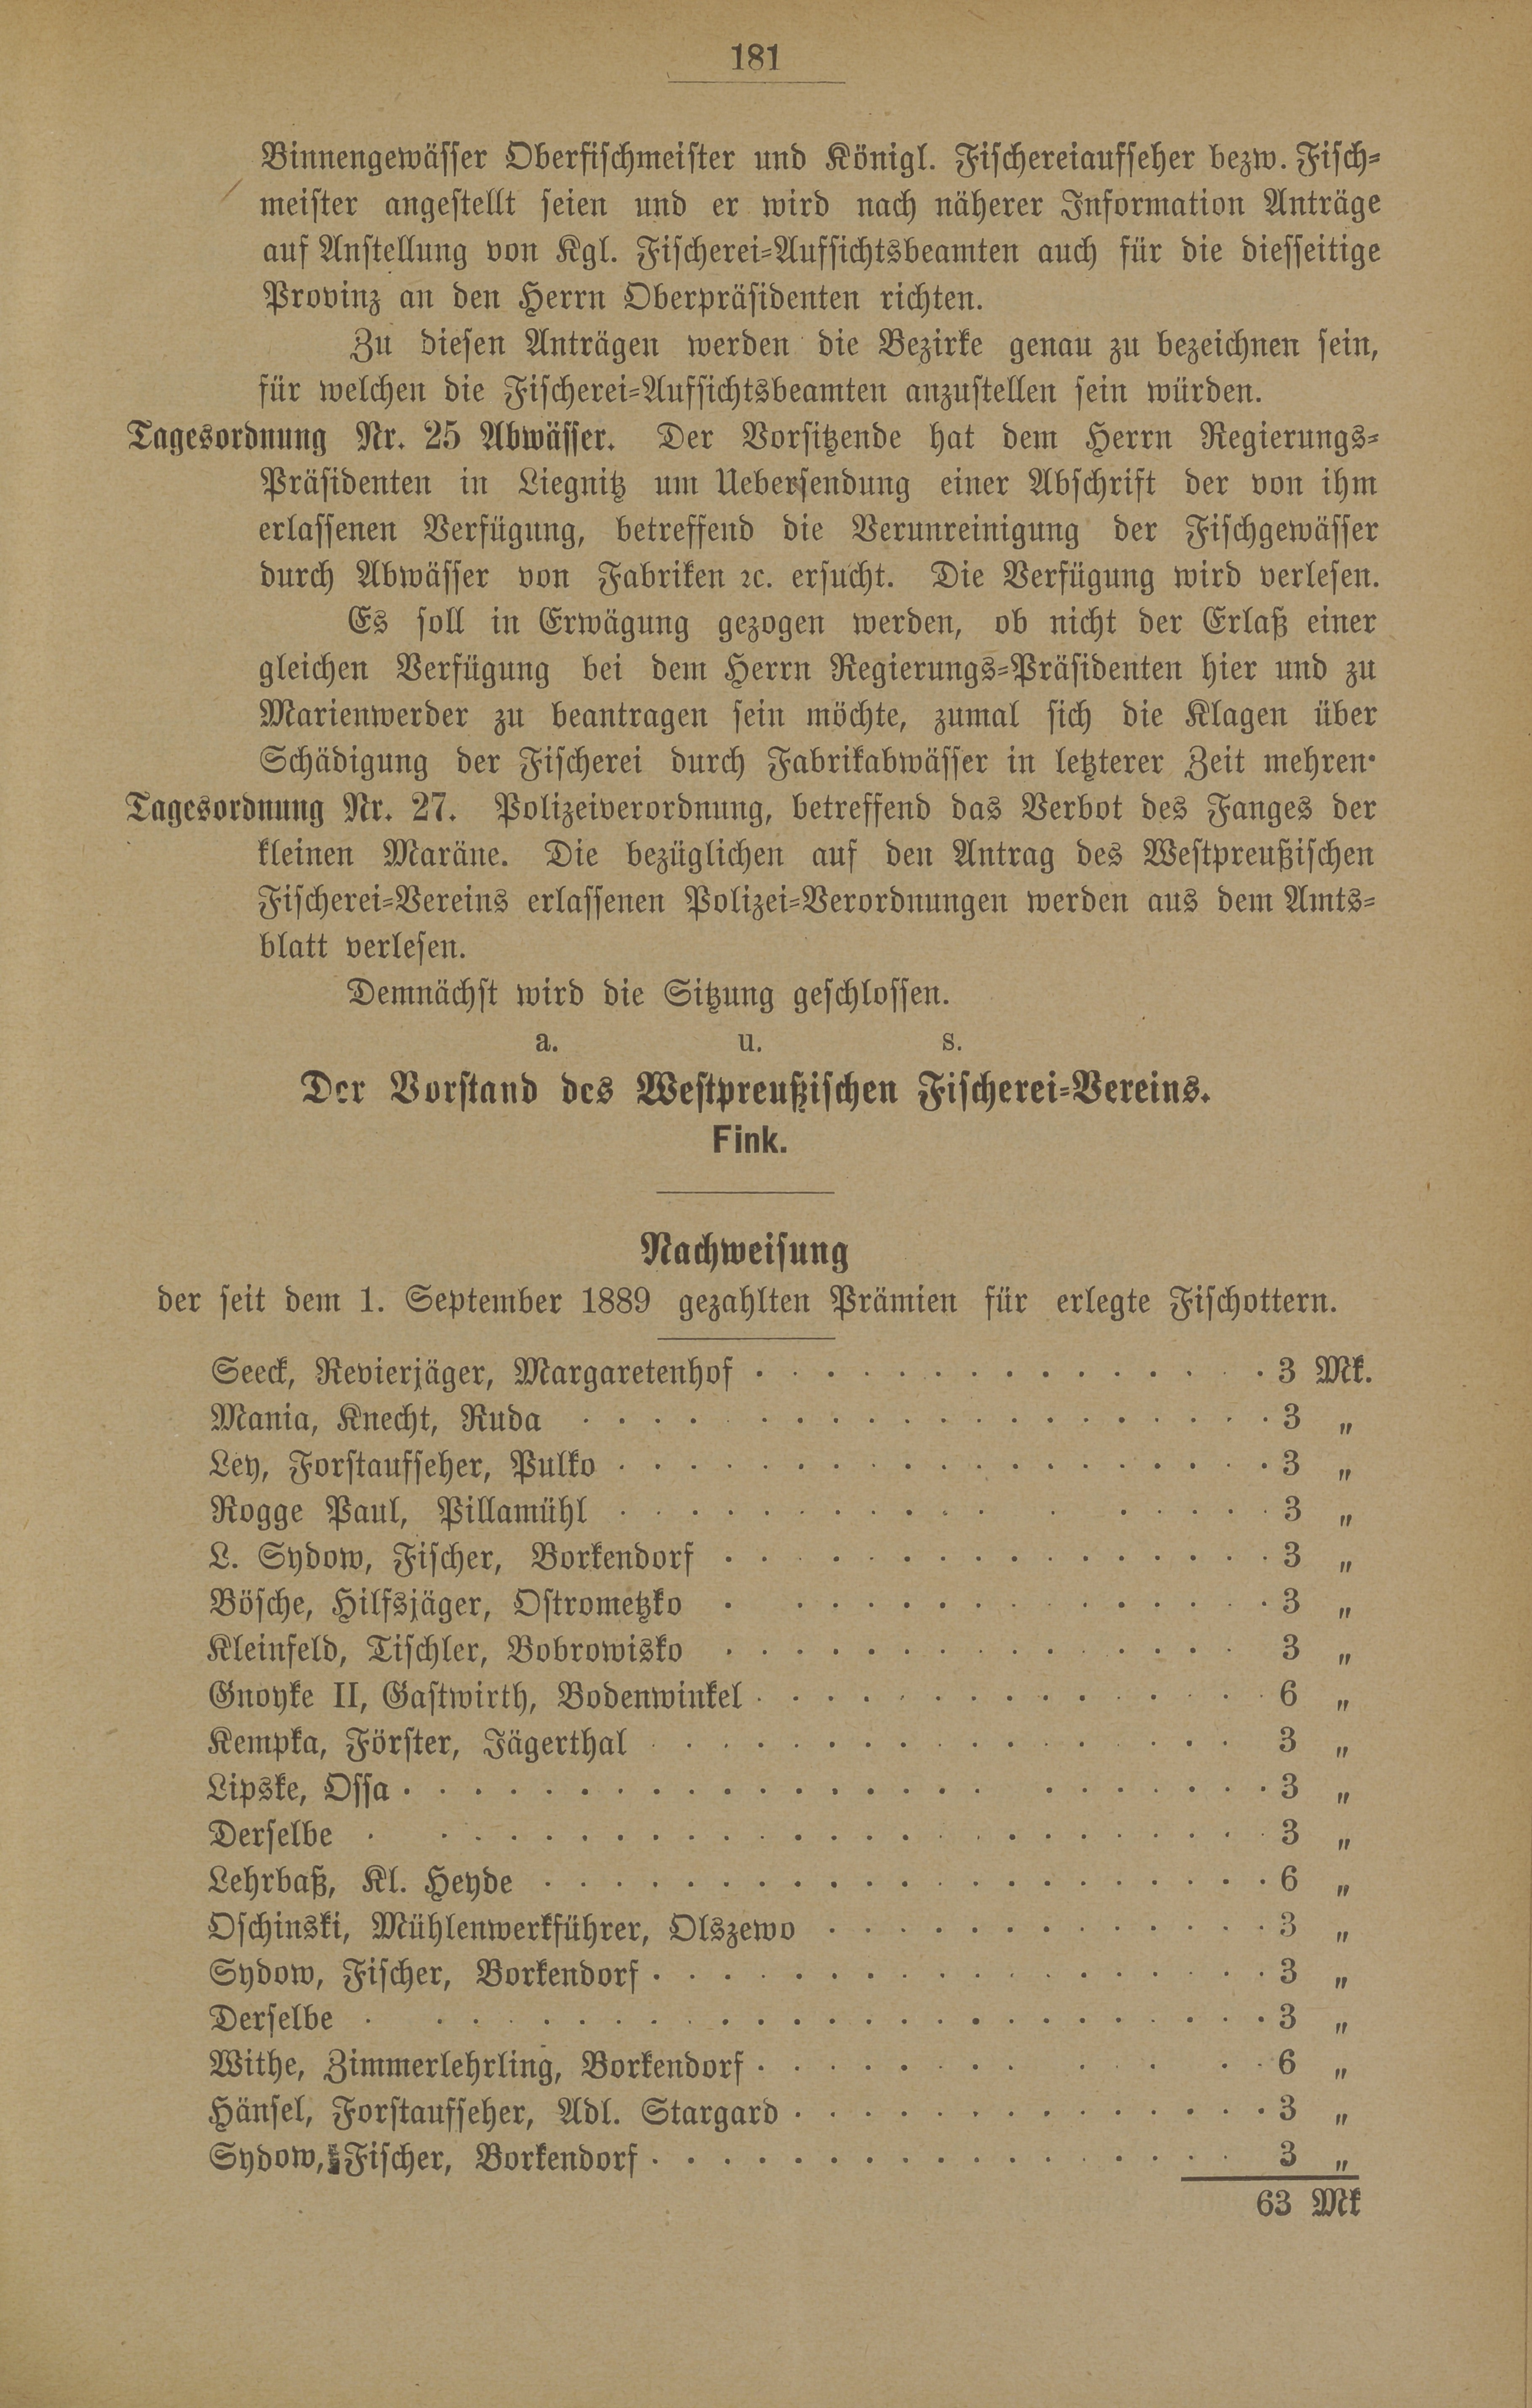 181
Binnengewässer Oberfischmeister und Königl. Fischereiaufseher bezw. Fisch-
meister angestellt seien und er wird nach näherer Information Anträge
auf Anstellung von Kgl. Fischerei-Aufsichtsbeamten auch für die diesseitige
Provinz an den Herrn Oberpräsidenten richten.
Zu diesen Anträgen werden die Bezirke genau zu bezeichnen sein,
für welchen die Fischerei-Aufsichtsbeamten anzustellen sein würden.
Tagesordnung Nr. 25 Abwässer. Der Vorsitzende hat dem Herrn Regierungs-
Präsidenten in Liegnitz um Uebersendung einer Abschrift der von ihm
erlassenen Verfügung, betreffend die Verunreinigung der Fischgewässer
durch Abwässer von Fabriken ꝛc. ersucht. Die Verfügung wird verlesen.
Es soll in Erwägung gezogen werden, ob nicht der Erlaß einer
gleichen Verfügung bei dem Herrn Regierungs-Präsidenten hier und zu
Marienwerder zu beantragen sein möchte, zumal sich die Klagen über
Schädigung der Fischerei durch Fabrikabwässer in letzterer Zeit mehren.
Tagesordnung Nr. 27. Polizeiverordnung, betreffend das Verbot des Fanges der
kleinen Maräne. Die bezüglichen auf den Antrag des Westpreußischen
Fischerei-Vereins erlassenen Polizei-Verordnungen werden aus dem Amts-
blatt verlesen.
Demnächst wird die Sitzung geschlossen.
a. u. s.
Der Vorstand des Westpreußischen Fischerei-Vereins.
Fink.
Nachweisung
der seit dem 1. September 1889 gezahlten Prämien für erlegte Fischottern.
Seeck, Revierjäger, Margaretenhof . . . . . . . . . . . . . . . 3 Mk.
Mania, Knecht, Ruda . . . . . . . . . . . . . . . . . . . . 3 „
Ley, Forstaufseher, Pulko . . . . . . . . . . . . . . . . . . . 3 „
Rogge Paul, Pillamühl . . . . . . . . . . . . . . . . . . 3 „
L. Sydow, Fischer, Borkendorf . . . . . . . . . . . . . . . 3 „
Bösche, Hilfsjäger, Ostrometzko . . . . . . . . . . . . . . . 3 „
Kleinfeld, Tischler, Bobrowisko . . . . . . . . . . . . . . . 3 „
Gnoyke II, Gastwirth, Bodenwinkel . . . . . . . . . . . . . . . 6 „
Kempka, Förster, Jägerthal . . . . . . . . . . . . . . . . . 3 „
Lipske, Ossa . . . . . . . . . . . . . . . . . . . . . . . . 3 „
Derselbe . . . . . . . . . . . . . . . . . . . . . . . . . 3 „
Lehrbaß, Kl. Heyde . . . . . . . . . . . . . . . . . . . . . 6 „
Oschinski, Mühlenwerkführer, Olszewo . . . . . . . . . . . . . 3 „
Sydow, Fischer, Borkendorf . . . . . . . . . . . . . . . . . . 3 „
Derselbe . . . . . . . . . . . . . . . . . . . . . . . . . 3 „
Withe, Zimmerlehrling, Borkendorf . . . . . . . . . . . . 6 „
Hänsel, Forstaufseher, Adl. Stargard . . . . . . . . . . . . . . 3 „
Sydow, Fischer, Borkendorf . . . . . . . . . . . . . . . . . 3 „
63 Mk